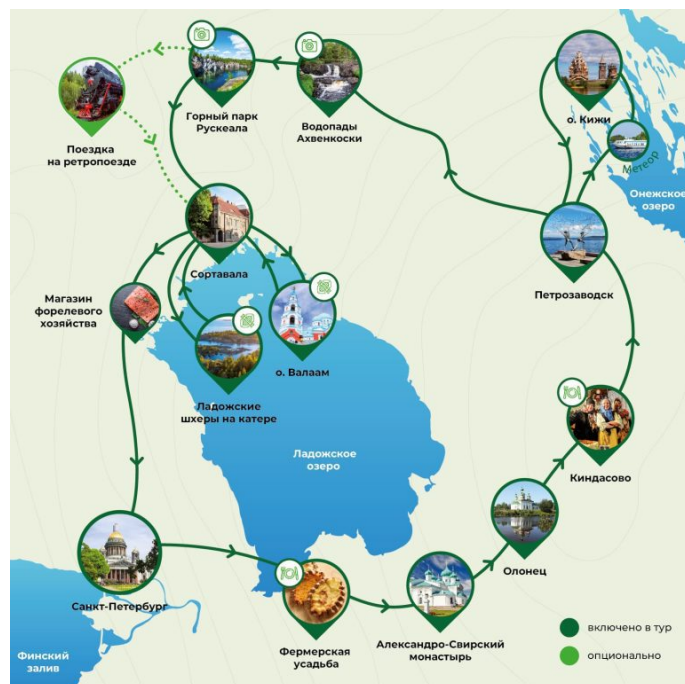 Горный парк
Рускеала
Водопады
Ахвенкоски
о. Кижи
Метеор
Онежское
озеро
Поездка
на ретропоезде
Сортавала
Петрозаводск
Магазин
форелевого
хозяйства
о. Валаам
Ладожские
шхеры на катере
Ладожское
озеро
Киндасово
Олонец
Санкт-Петербург
Фермерская
усадьба
Александро-Свирский
монастырь
включено в тур
опционально
Финский
залив